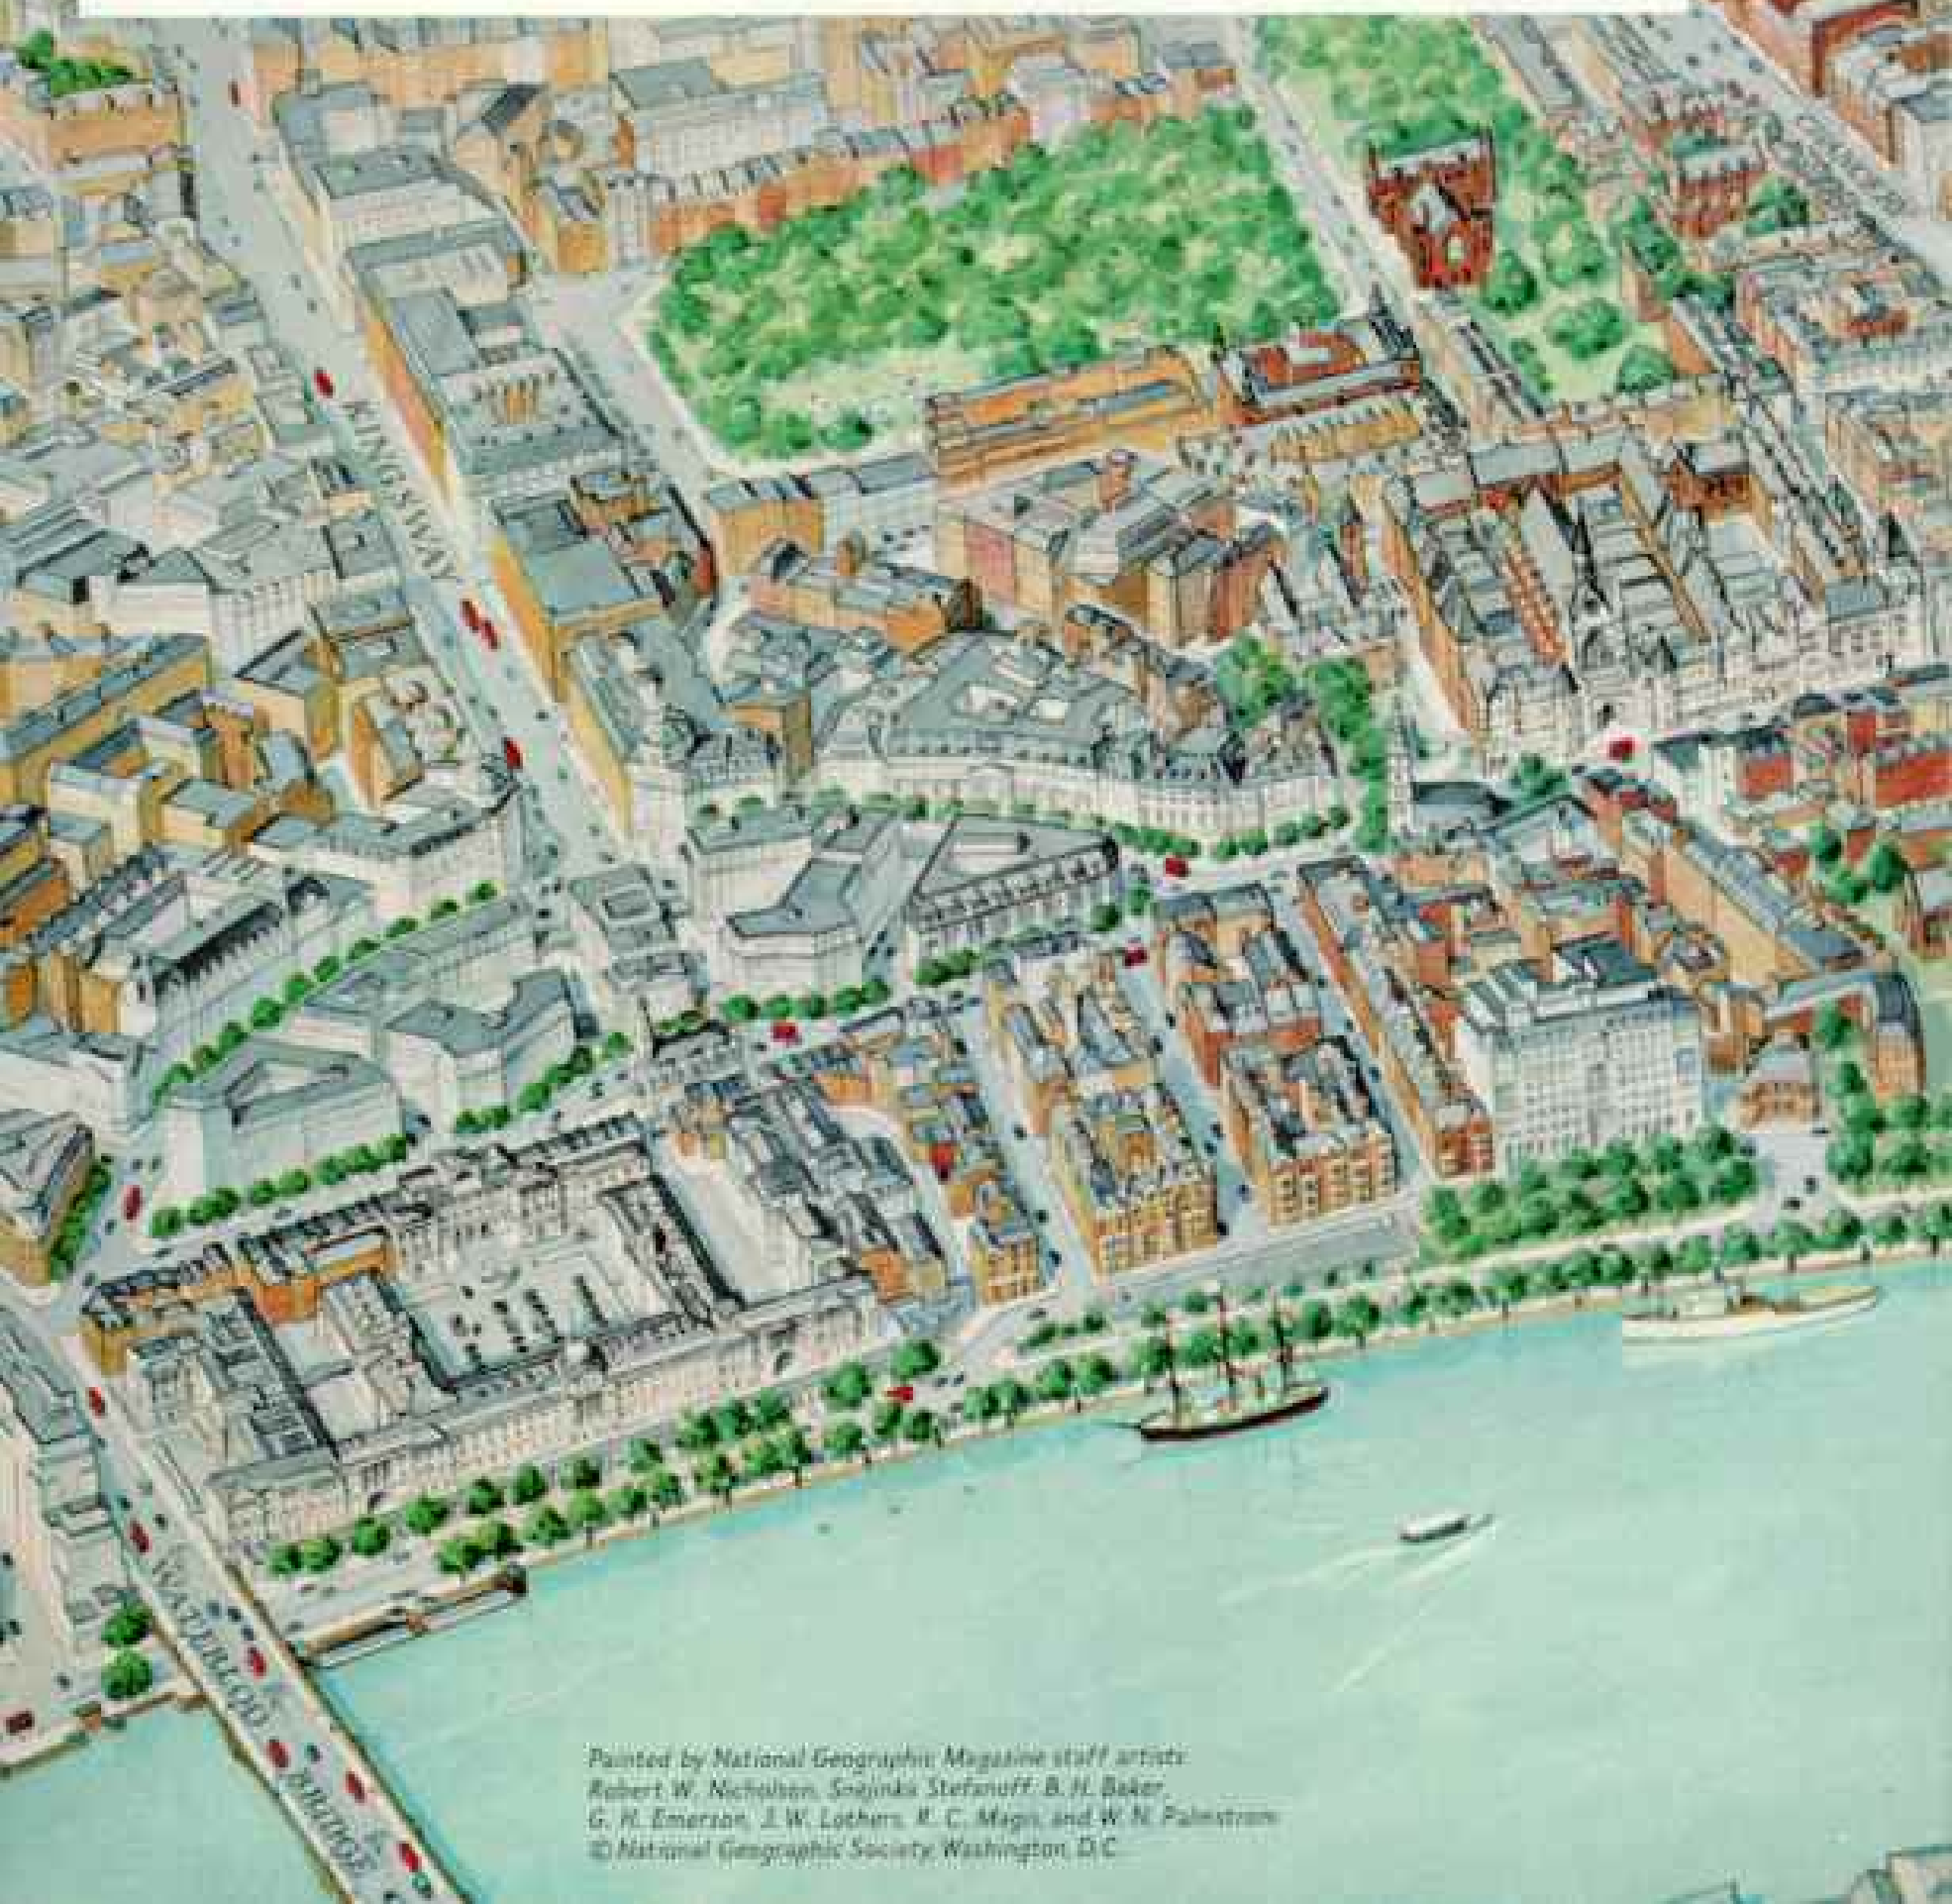 KINGSWAY
WATERLOO BRIDGE
Painted by National Geographic Magazine staff artists
Robert W. Nicholson, Snejinka Stefanoff, B. H. Baker,
G. H. Emerson, J. W. Lothers, R. C. Magis, and W. N. Palmstrom
© National Geographic Society, Washington, D.C.